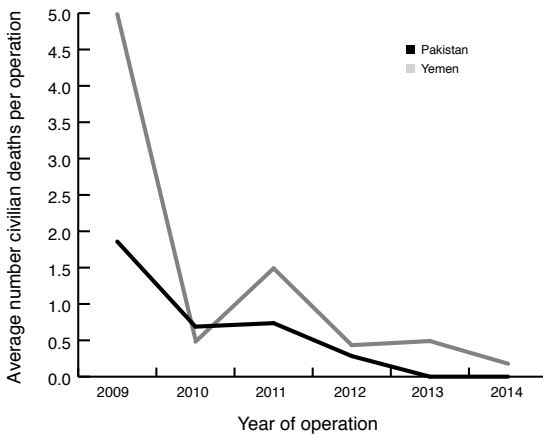 Average number civilian deaths per operation
5.0
4.5
4.0
3.5
3.0
2.5
2.0
1.5
1.0
0.5
0.0
Pakistan
Yemen
2009 2010 2011 2012 2013 2014
Year of operation